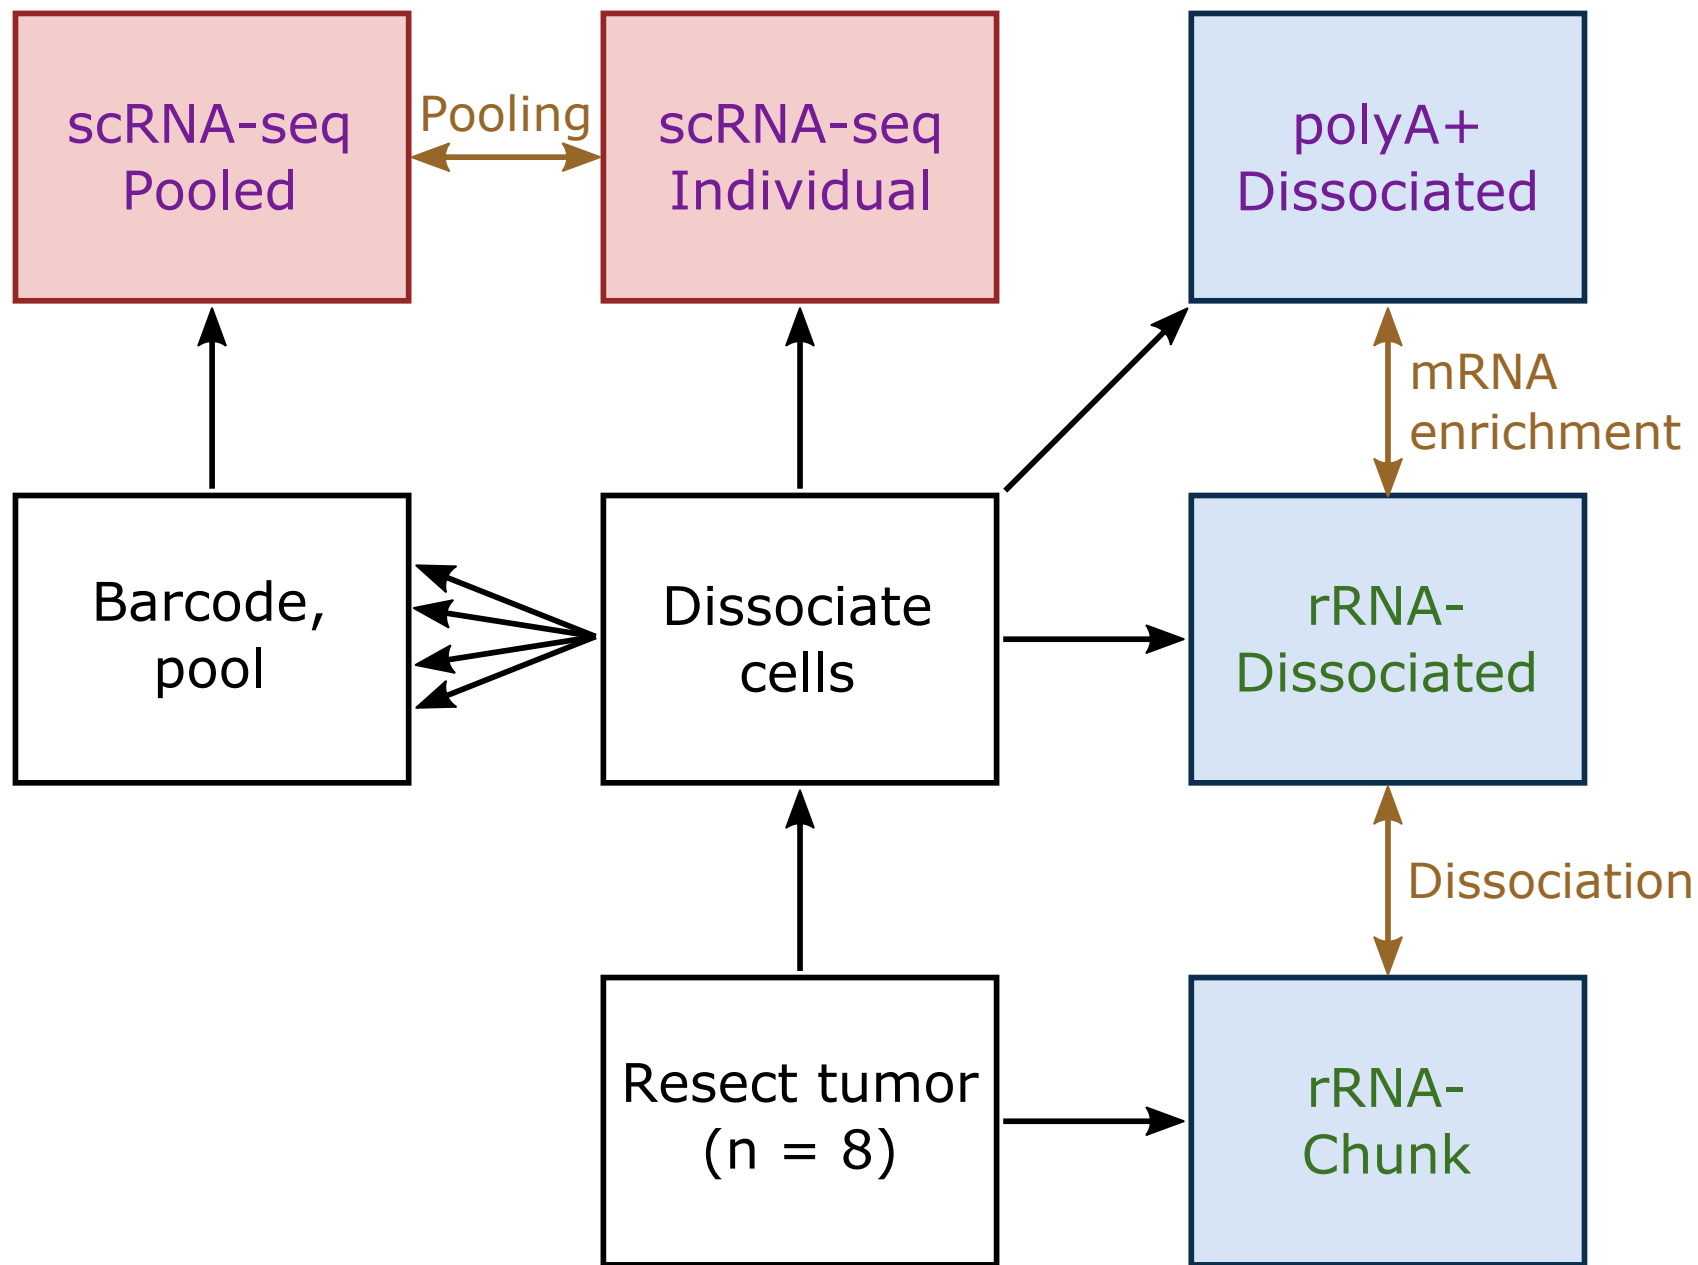 scRNA-seq
Pooled
Pooling
scRNA-seq
Individual
polyA+
Dissociated
mRNA
enrichment
Barcode,
pool
Dissociate
cells
rRNA-
Dissociated
Dissociation
Resect tumor
(n = 8)
rRNA-
Chunk